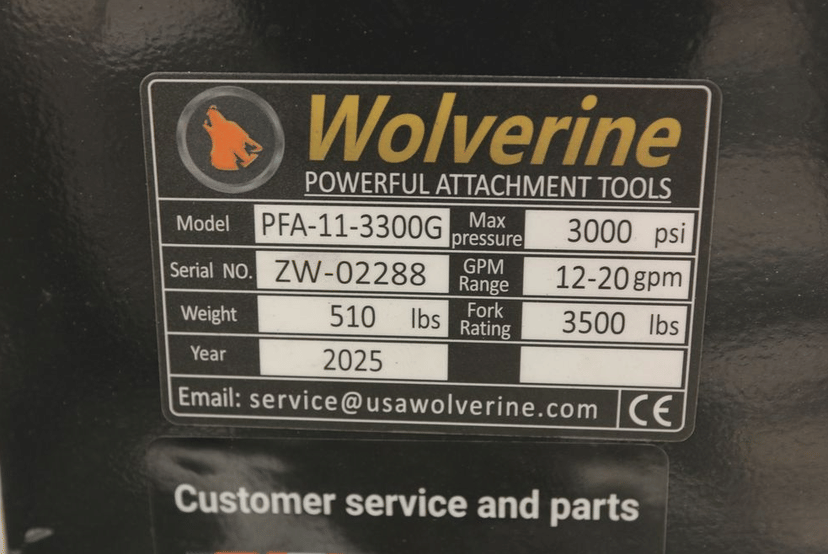 Wolverine
POWERFUL ATTACHMENT TOOLS
Model PFA-11-3300G Max pressure 3000 psi
Serial NO. ZW-02288 GPM Range 12-20 gpm
Weight 510 lbs Fork Rating 3500 lbs
Year 2025
Email: service@usawolverine.com CE
Customer service and parts